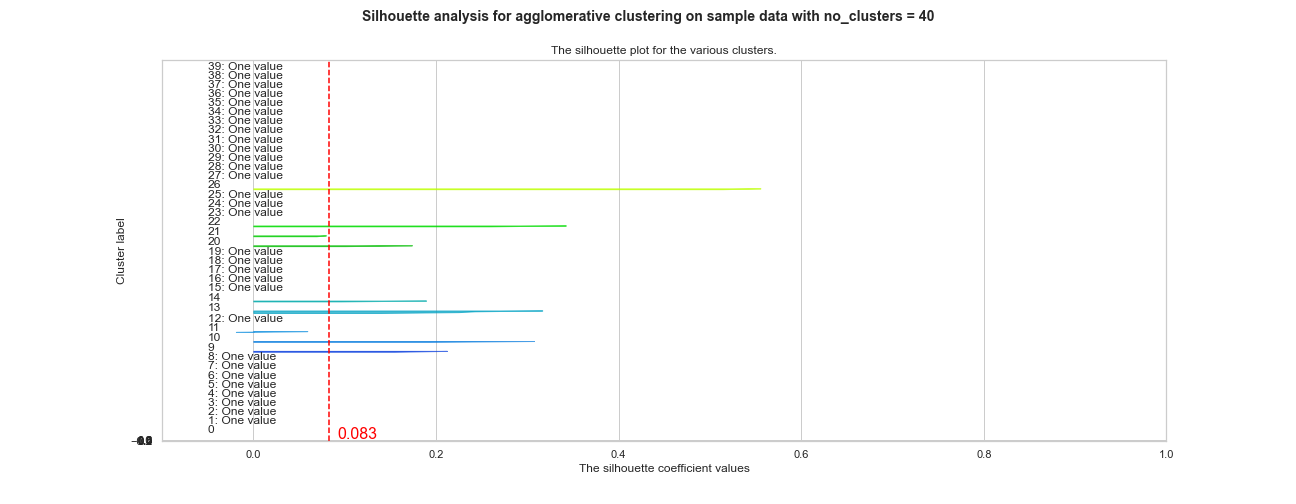 Silhouette analysis for agglomerative clustering on sample data with no_clusters = 40
The silhouette plot for the various clusters.
39: One value
38: One value
37: One value
36: One value
35: One value
34: One value
33: One value
32: One value
31: One value
30: One value
29: One value
28: One value
27: One value
26
25: One value
24: One value
23: One value
22
21
20
19: One value
18: One value
17: One value
16: One value
15: One value
14
13
12: One value
11
10
9
8: One value
7: One value
6: One value
5: One value
4: One value
3: One value
2: One value
1: One value
0
Cluster label
0.083
0.0 0.2 0.4 0.6 0.8 1.0
The silhouette coefficient values